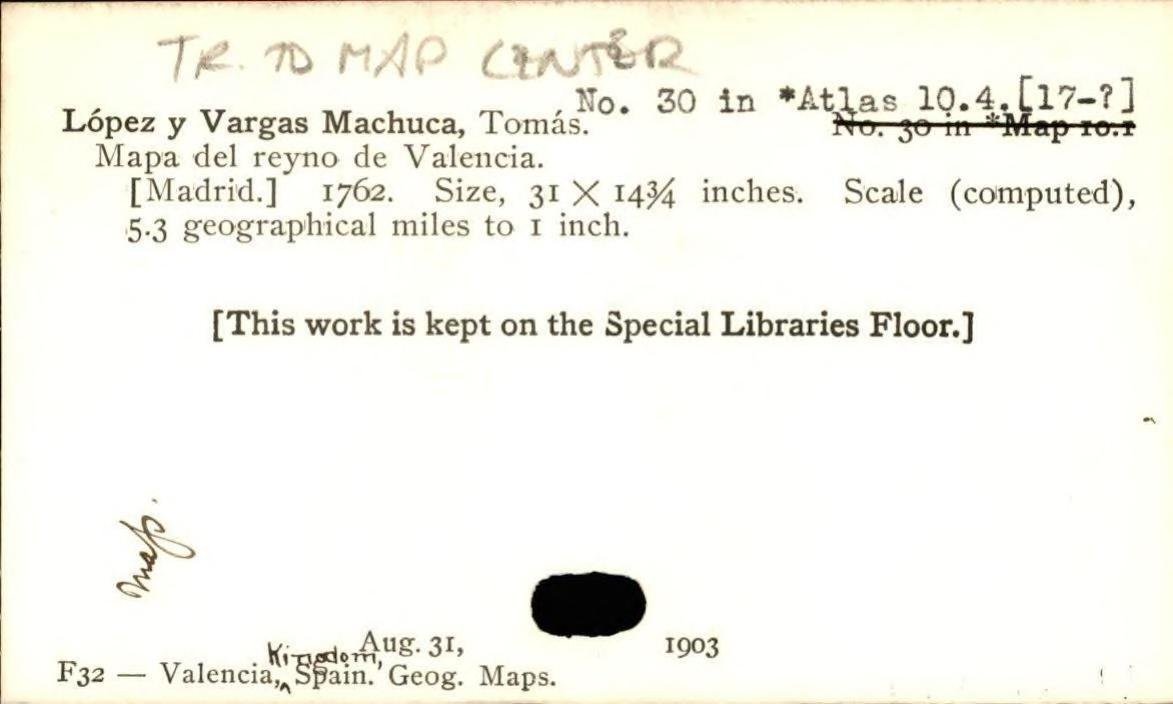 TR. TO MAP CENTER
No. 30 in *Atlas 10.4.[17-?]
López y Vargas Machuca, Tomás.
No. 30 in *Map 10.1
Mapa del reyno de Valencia.
[Madrid.] 1762. Size, 31 X 14¾ inches. Scale (computed),
5.3 geographical miles to 1 inch.
[This work is kept on the Special Libraries Floor.]
Map.
Aug. 31, 1903
Kingdom,
F32 — Valencia,^ Spain. Geog. Maps.